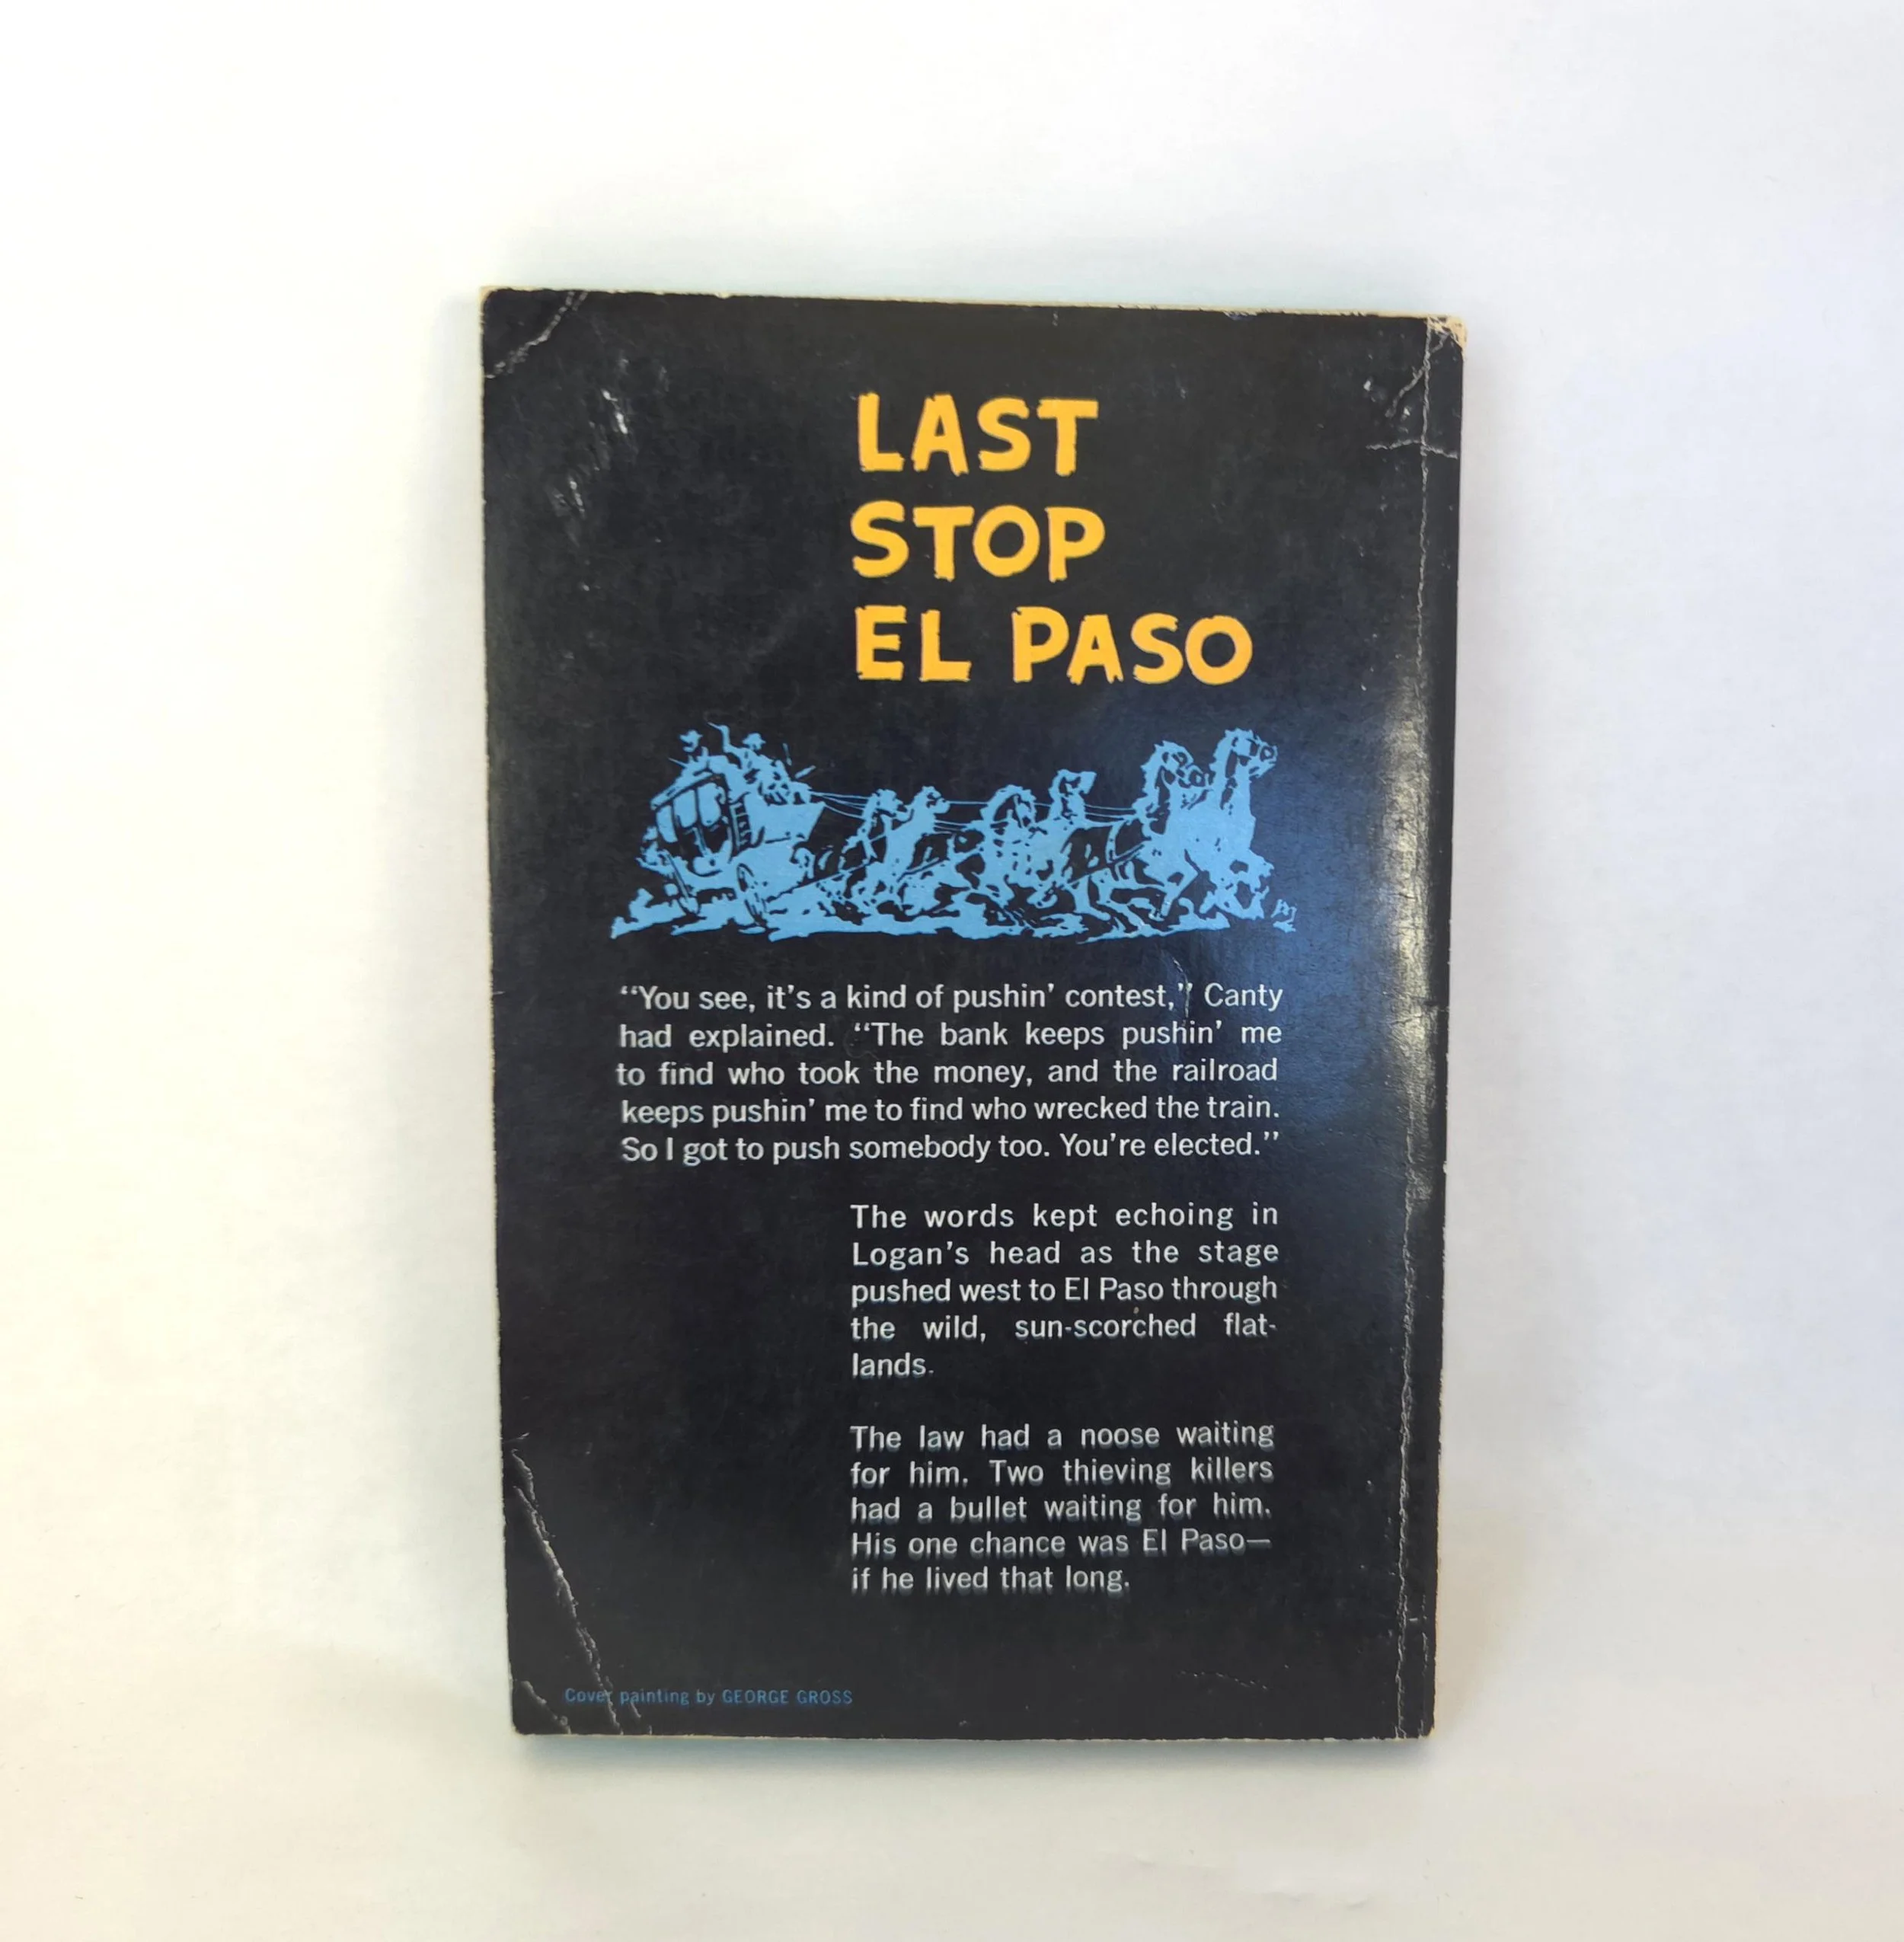 LAST
STOP
EL PASO
“You see, it’s a kind of pushin’ contest,” Canty
had explained. “The bank keeps pushin’ me
to find who took the money, and the railroad
keeps pushin’ me to find who wrecked the train.
So I got to push somebody too. You’re elected.”
The words kept echoing in
Logan’s head as the stage
pushed west to El Paso through
the wild, sun-scorched flat-
lands.
The law had a noose waiting
for him. Two thieving killers
had a bullet waiting for him.
His one chance was El Paso—
if he lived that long.
Cover painting by GEORGE GROSS